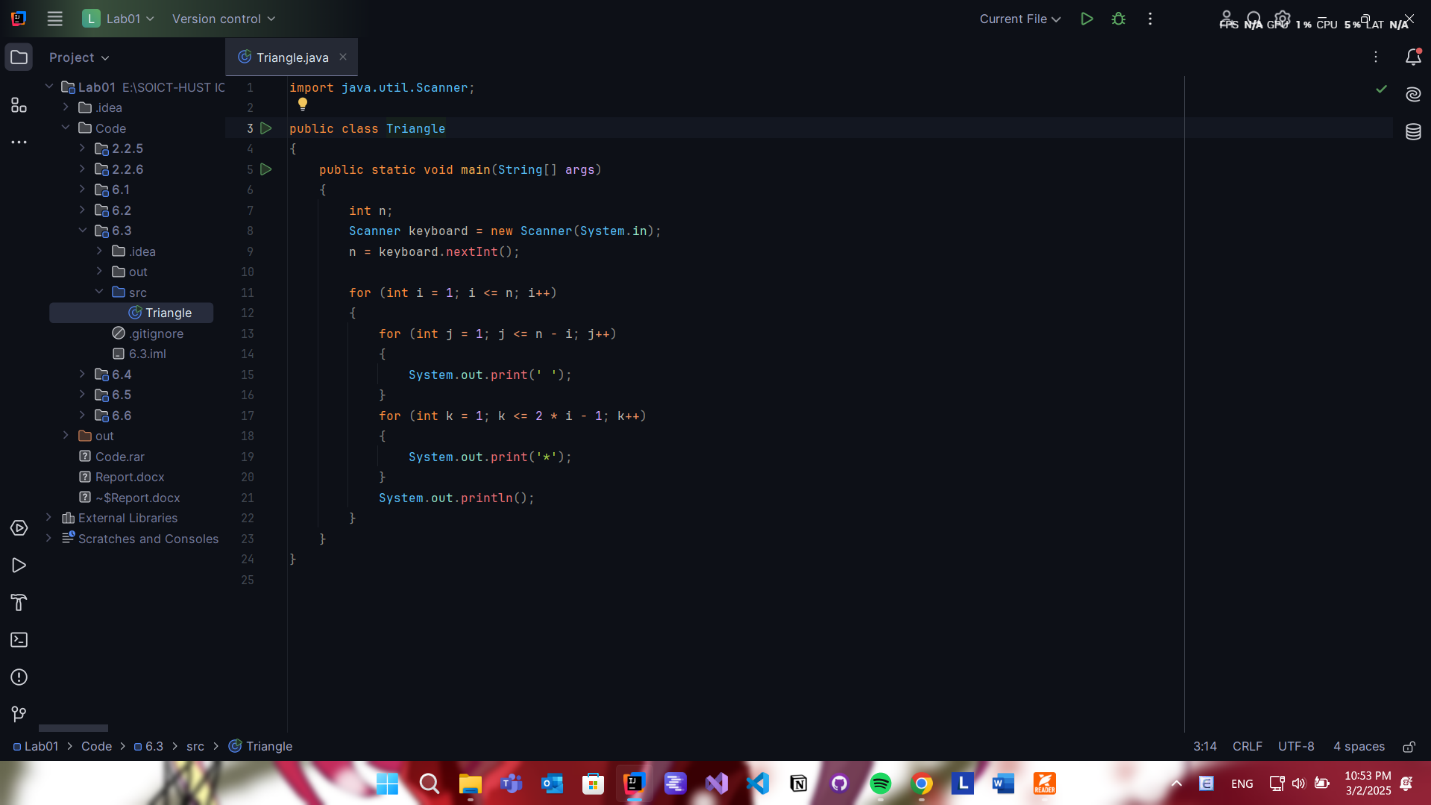 L Lab01 Version control Current File
FPS N/A GPU 1 % CPU 5 % LAT N/A
Project
Triangle.java
Lab01 E:\SOICT-HUST IC
.idea
Code
2.2.5
2.2.6
6.1
6.2
6.3
.idea
out
src
Triangle
.gitignore
6.3.iml
6.4
6.5
6.6
out
Code.rar
Report.docx
~$Report.docx
External Libraries
Scratches and Consoles
1 import java.util.Scanner;
2
3 public class Triangle
4 {
5 public static void main(String[] args)
6 {
7 int n;
8 Scanner keyboard = new Scanner(System.in);
9 n = keyboard.nextInt();
10
11 for (int i = 1; i <= n; i++)
12 {
13 for (int j = 1; j <= n - i; j++)
14 {
15 System.out.print(' ');
16 }
17 for (int k = 1; k <= 2 * i - 1; k++)
18 {
19 System.out.print('*');
20 }
21 System.out.println();
22 }
23 }
24 }
25
Lab01 > Code > 6.3 > src > Triangle
3:14 CRLF UTF-8 4 spaces
ENG
10:53 PM
3/2/2025